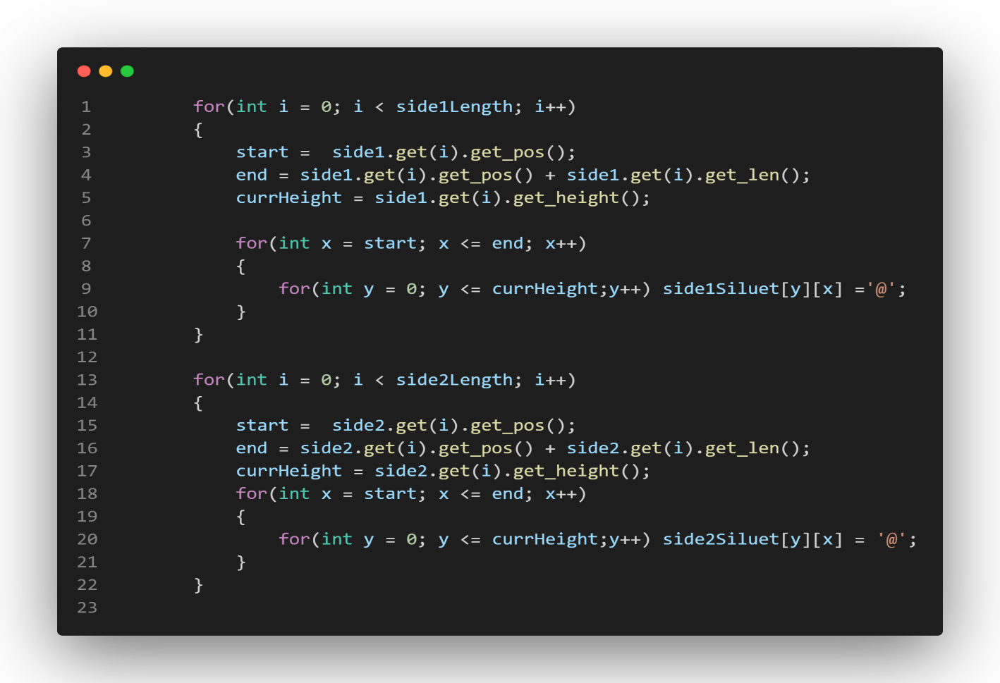 1 for(int i = 0; i < side1Length; i++)
2 {
3 start =  side1.get(i).get_pos();
4 end = side1.get(i).get_pos() + side1.get(i).get_len();
5 currHeight = side1.get(i).get_height();
6
7 for(int x = start; x <= end; x++)
8 {
9 for(int y = 0; y <= currHeight;y++) side1Siluet[y][x] ='@';
10 }
11 }
12
13 for(int i = 0; i < side2Length; i++)
14 {
15 start =  side2.get(i).get_pos();
16 end = side2.get(i).get_pos() + side2.get(i).get_len();
17 currHeight = side2.get(i).get_height();
18 for(int x = start; x <= end; x++)
19 {
20 for(int y = 0; y <= currHeight;y++) side2Siluet[y][x] = '@';
21 }
22 }
23